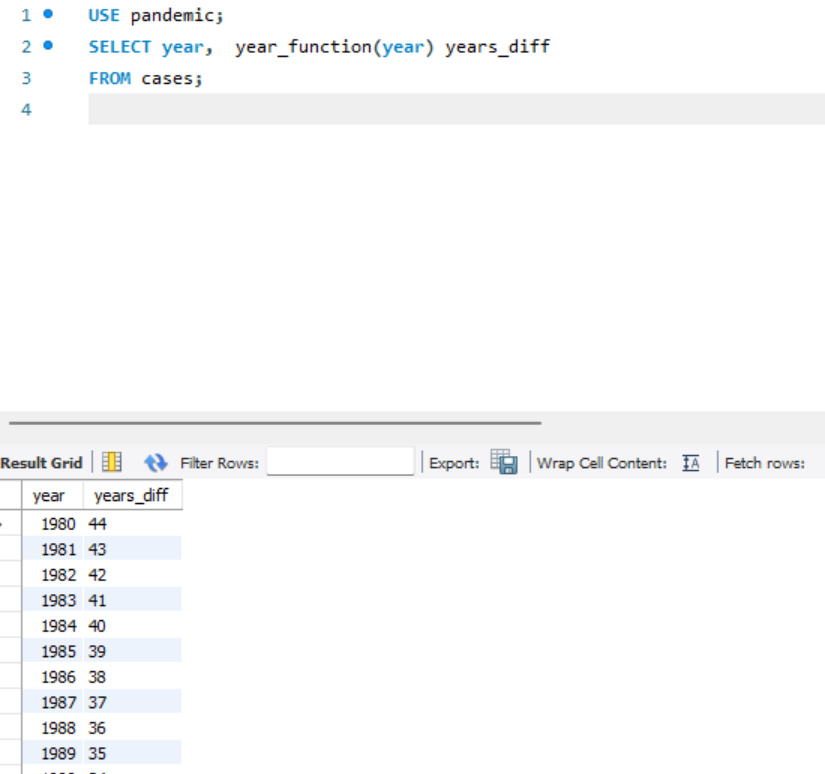 1 USE pandemic;
2 SELECT year,  year_function(year) years_diff
3 FROM cases;
4
Result Grid Filter Rows: Export: Wrap Cell Content: IA Fetch rows:
year years_diff
1980 44
1981 43
1982 42
1983 41
1984 40
1985 39
1986 38
1987 37
1988 36
1989 35